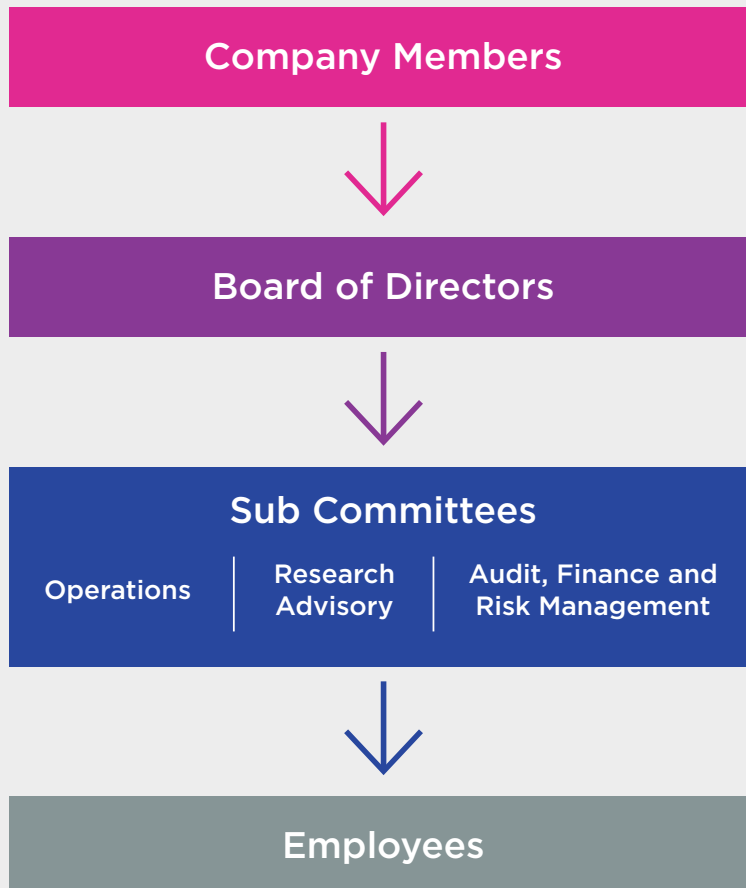 Company Members
Board of Directors
Sub Committees
Operations
Research
Advisory
Audit, Finance and
Risk Management
Employees